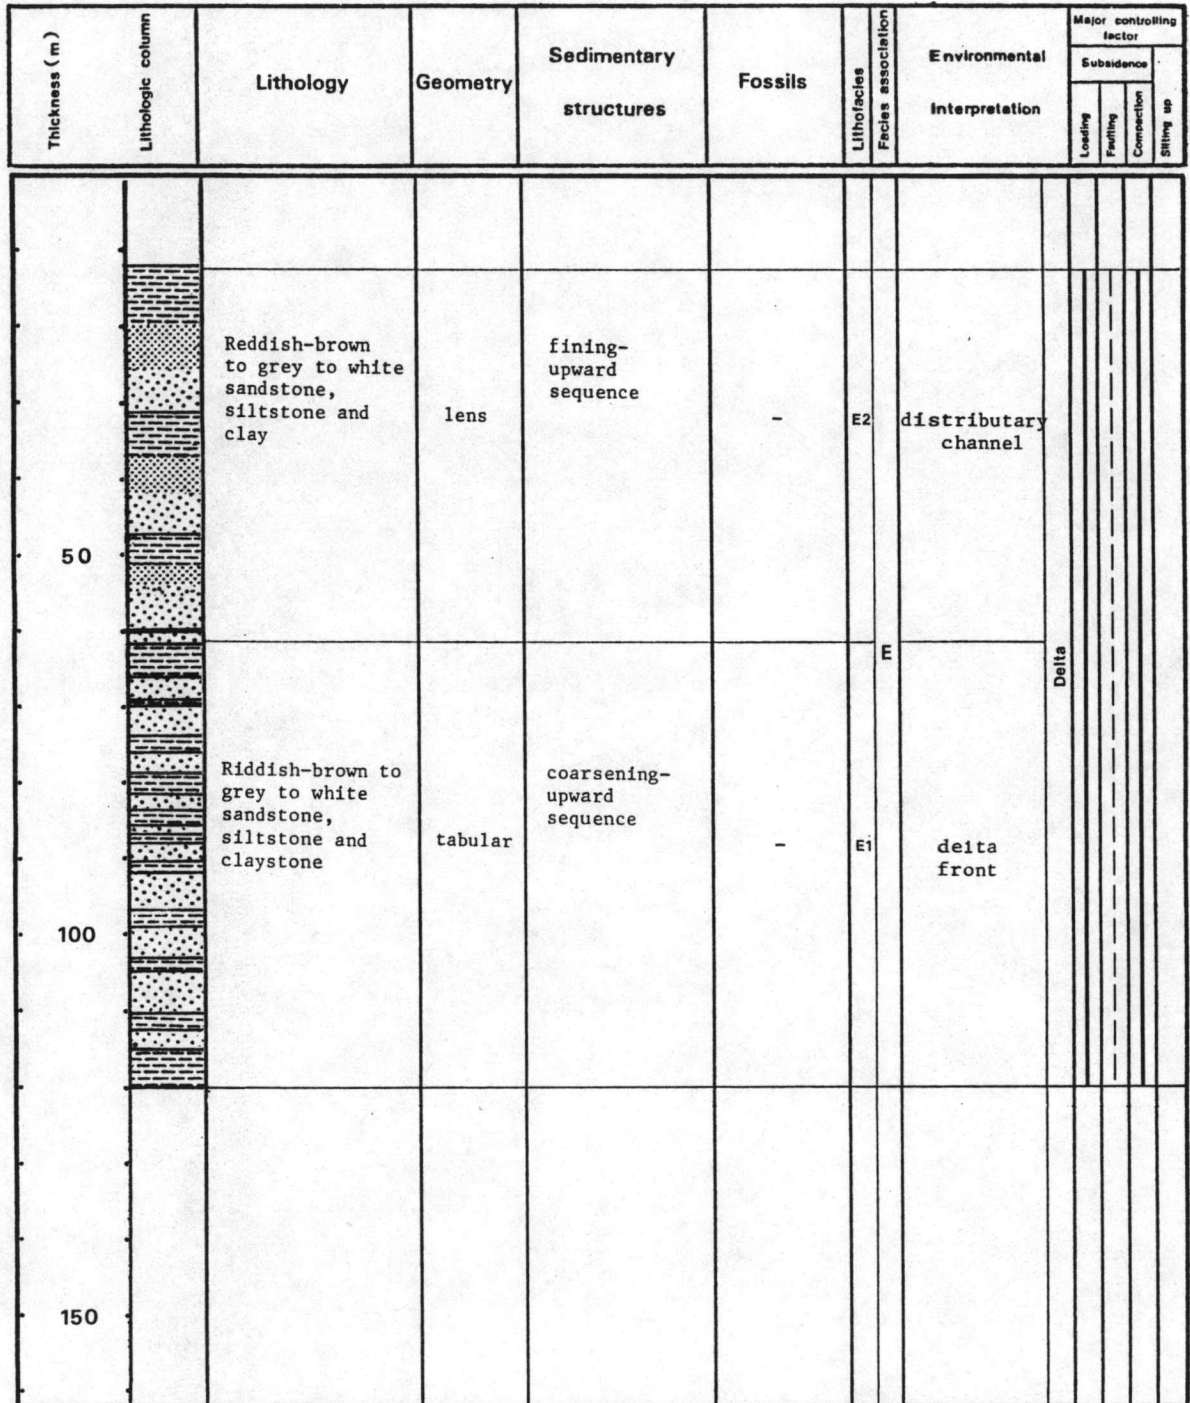 Thickness (m)
Lithologic column
Lithology
Geometry
Sedimentary
structures
Fossils
Lithofacies
Facies association
Environmental
Interpretation
Major controlling
factor
Subsidence
Loading
Faulting
Compaction
Silting up
Reddish-brown
to grey to white
sandstone,
siltstone and
clay
lens
fining-
upward
sequence
-
E2
distributary
channel
50
E
Delta
Riddish-brown to
grey to white
sandstone,
siltstone and
claystone
tabular
coarsening-
upward
sequence
-
E1
delta
front
100
150